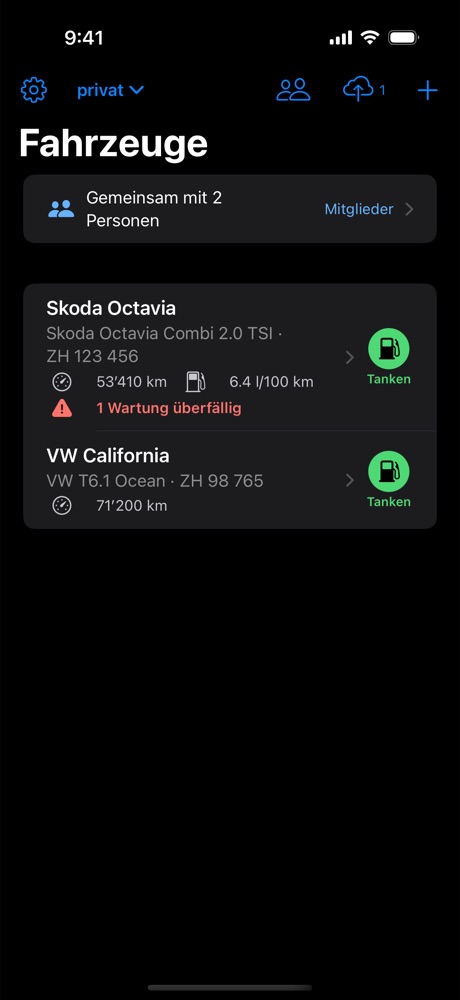 9:41
privat
1
Fahrzeuge
Gemeinsam mit 2
Personen
Mitglieder
Skoda Octavia
Skoda Octavia Combi 2.0 TSI ·
ZH 123 456
53’410 km 6.4 l/100 km
1 Wartung überfällig
Tanken
VW California
VW T6.1 Ocean · ZH 98 765
71’200 km
Tanken